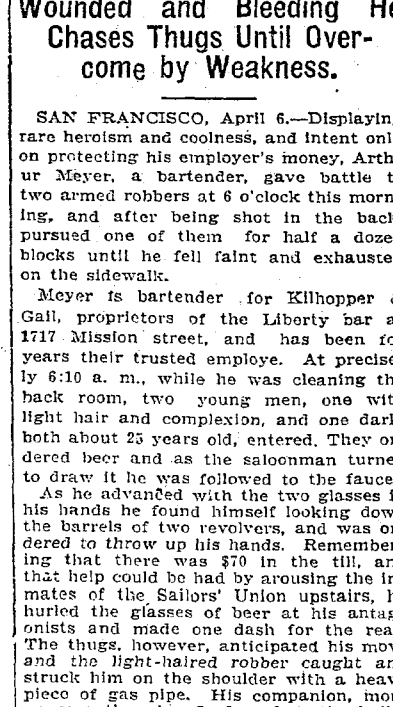 Wounded and Bleeding He
Chases Thugs Until Over-
come by Weakness.
SAN FRANCISCO, April 6.—Displayin
rare heroism and coolness, and intent onl
on protecting his employer's money, Arth
ur Meyer, a bartender, gave battle t
two armed robbers at 6 o'clock this morn
ing, and after being shot in the back
pursued one of them for half a doze
blocks until he fell faint and exhauste
on the sidewalk.
Meyer is bartender for Kilhopper &
Gail, proprietors of the Liberty bar a
1717 Mission street, and has been fo
years their trusted employe. At precise
ly 6:10 a. m., while he was cleaning th
back room, two young men, one wit
light hair and complexion, and one dark
both about 25 years old, entered. They or
dered beer and as the saloonman turne
to draw it he was followed to the fauce
As he advanced with the two glasses i
his hands he found himself looking dow
the barrels of two revolvers, and was or
dered to throw up his hands. Remember
ing that there was $70 in the till, an
that help could be had by arousing the in
mates of the Sailors' Union upstairs, h
hurled the glasses of beer at his antag
onists and made one dash for the rea
The thugs, however, anticipated his mov
and the light-haired robber caught an
struck him on the shoulder with a heav
piece of gas pipe. His companion, mor